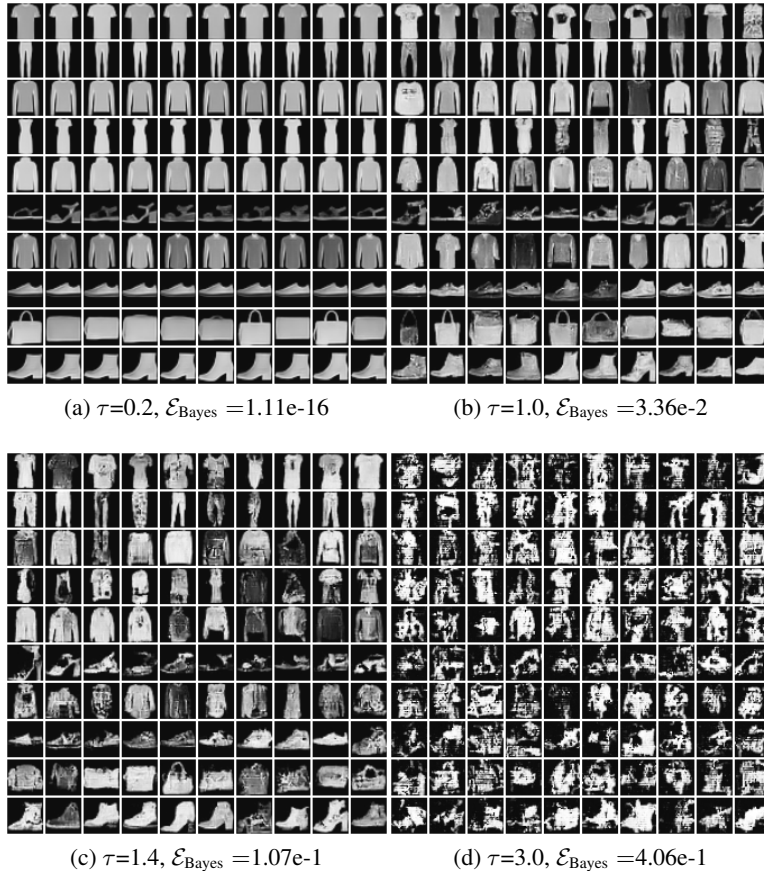 (a) τ=0.2, ℰ_Bayes =1.11e-16
(b) τ=1.0, ℰ_Bayes =3.36e-2
(c) τ=1.4, ℰ_Bayes =1.07e-1
(d) τ=3.0, ℰ_Bayes =4.06e-1